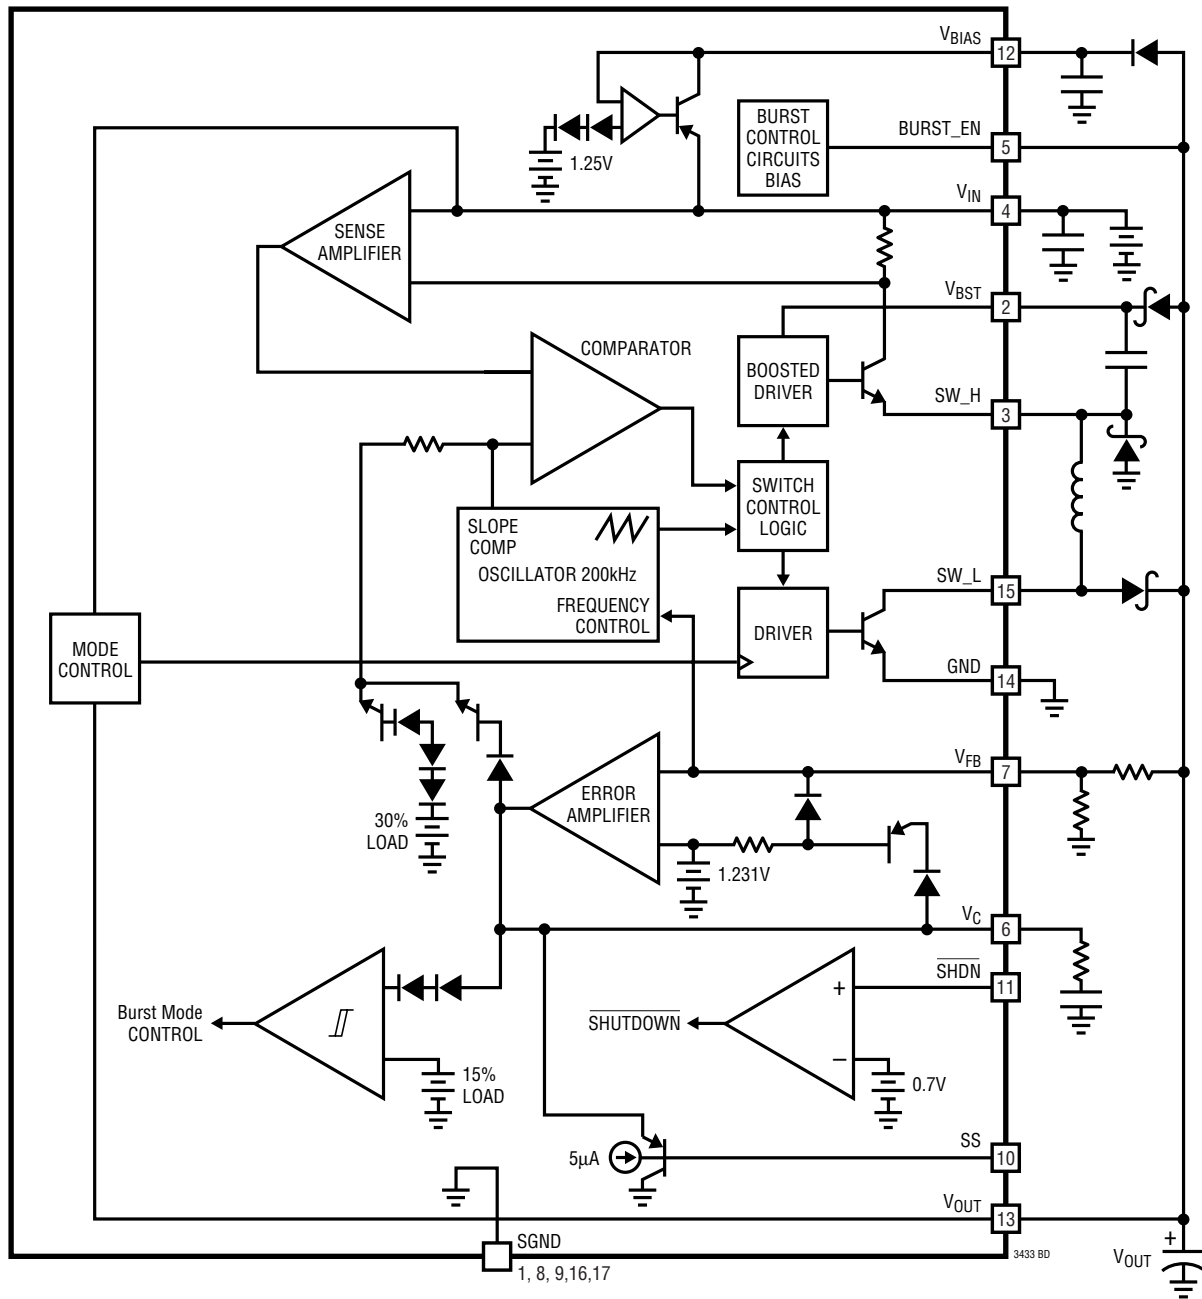 VBIAS
12
BURST
CONTROL
CIRCUITS
BIAS
BURST_EN
5
1.25V
VIN
4
SENSE
AMPLIFIER
VBST
2
COMPARATOR
BOOSTED
DRIVER
SW_H
3
SWITCH
CONTROL
LOGIC
SLOPE
COMP
OSCILLATOR 200kHz
FREQUENCY
CONTROL
SW_L
15
DRIVER
MODE
CONTROL
GND
14
VFB
7
ERROR
AMPLIFIER
30%
LOAD
1.231V
VC
6
SHDN
11
+
Burst Mode
CONTROL
SHUTDOWN
–
15%
LOAD
0.7V
SS
10
5µA
VOUT
13
SGND
1, 8, 9,16,17
3433 BD
+
VOUT